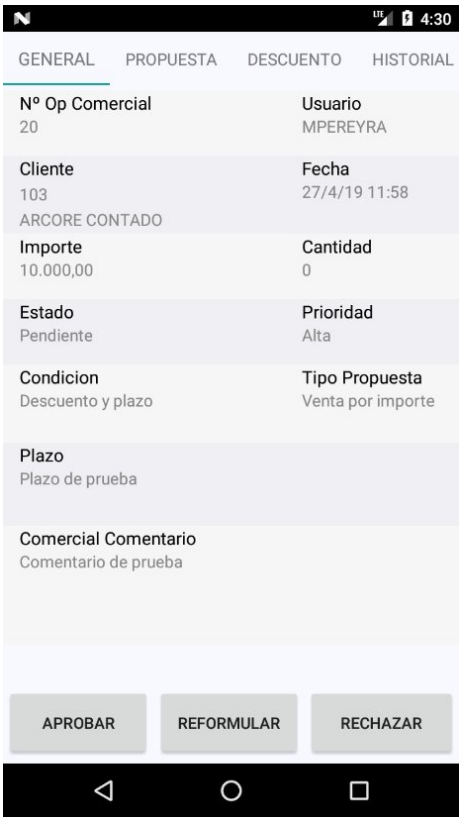 LTE 4:30
GENERAL PROPUESTA DESCUENTO HISTORIAL
Nº Op Comercial Usuario
20 MPEREYRA
Cliente Fecha
103 27/4/19 11:58
ARCORE CONTADO
Importe Cantidad
10.000,00 0
Estado Prioridad
Pendiente Alta
Condicion Tipo Propuesta
Descuento y plazo Venta por importe
Plazo
Plazo de prueba
Comercial Comentario
Comentario de prueba
APROBAR REFORMULAR RECHAZAR